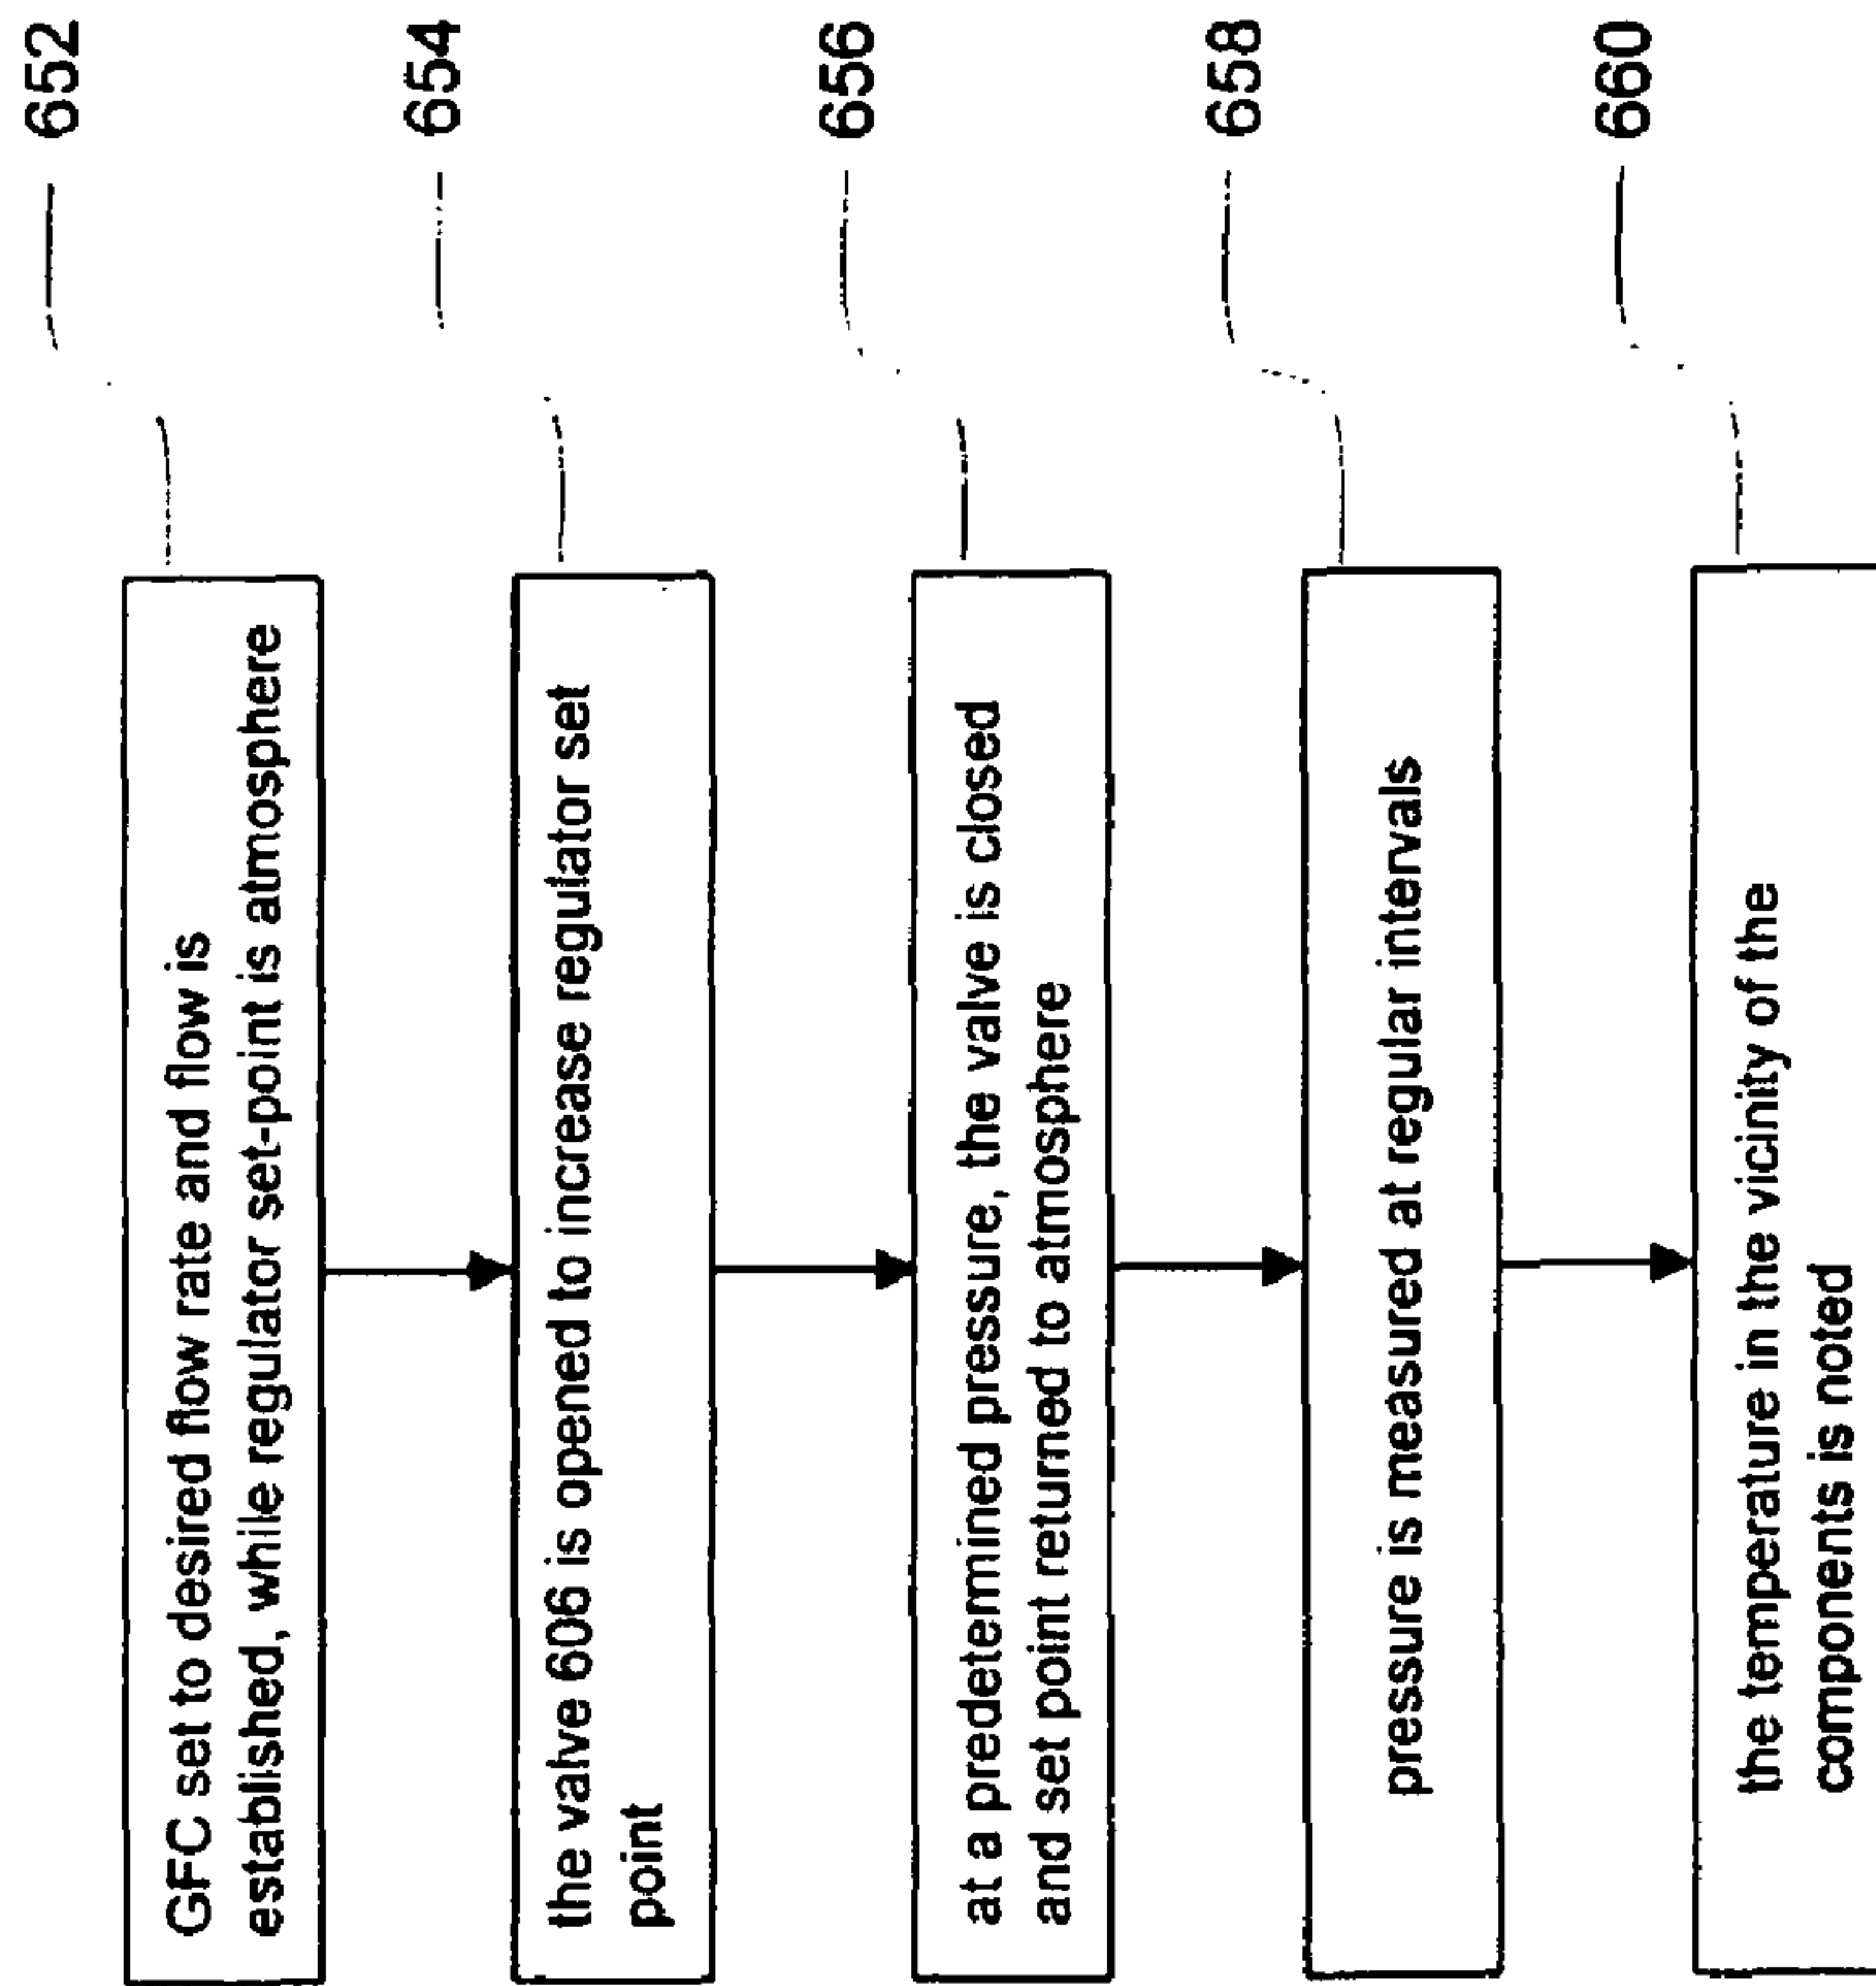 GFC set to desired flow rate and flow is
established, while regulator set-point is atmosphere
652
the valve 606 is opened to increase regulator set
point
654
at a predetermined pressure, the valve is closed
and set point returned to atmosphere
656
pressure is measured at regular intervals
658
the temperature in the vicinity of the
components is noted
660